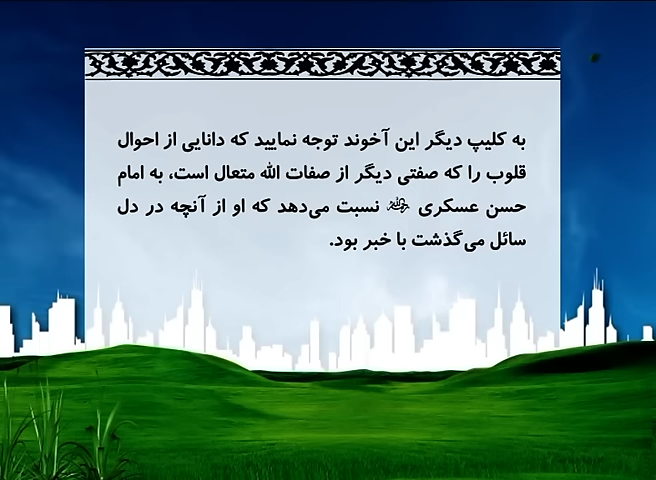 به کلیپ دیگر این آخوند توجه نمایید که دانایی از احوال
قلوب را که صفتی دیگر از صفات الله متعال است، به امام
حسن عسکری نسبت می‌دهد که او از آنچه در دل
سائل می‌گذشت با خبر بود.